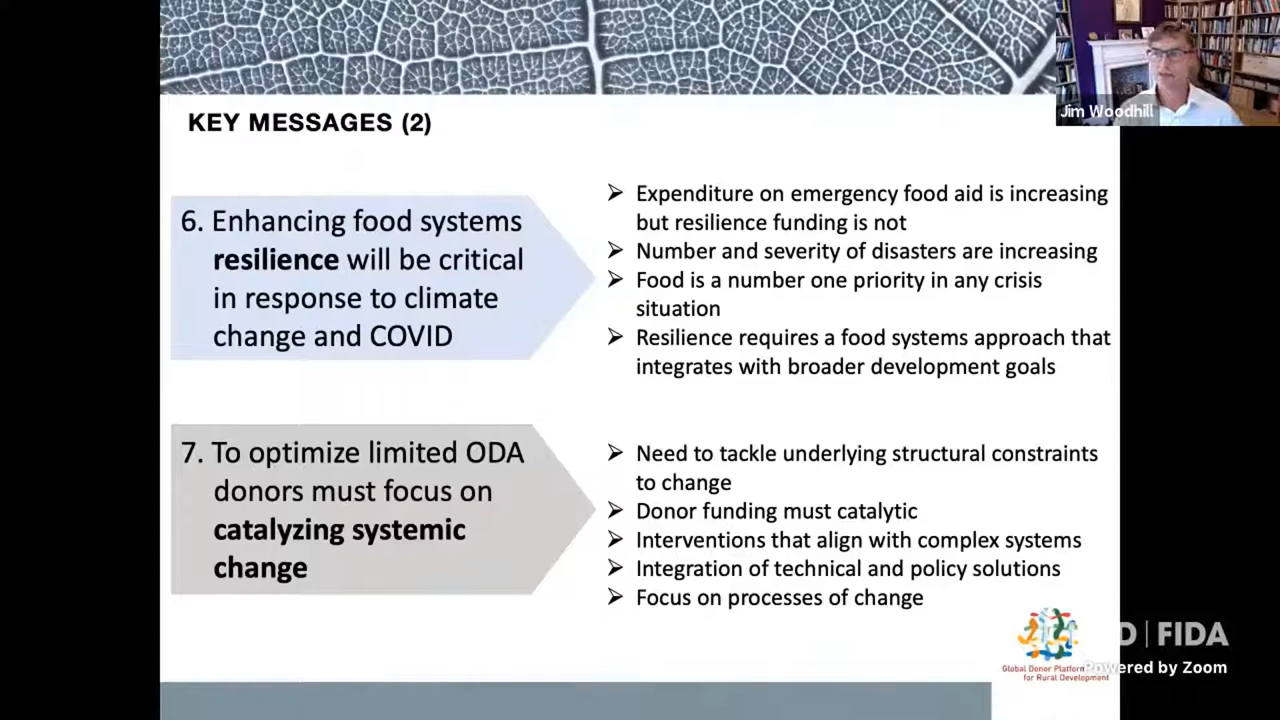 Jim Woodhill
KEY MESSAGES (2)
6. Enhancing food systems
resilience will be critical
in response to climate
change and COVID
➢ Expenditure on emergency food aid is increasing
but resilience funding is not
➢ Number and severity of disasters are increasing
➢ Food is a number one priority in any crisis
situation
➢ Resilience requires a food systems approach that
integrates with broader development goals
7. To optimize limited ODA
donors must focus on
catalyzing systemic
change
➢ Need to tackle underlying structural constraints
to change
➢ Donor funding must catalytic
➢ Interventions that align with complex systems
➢ Integration of technical and policy solutions
➢ Focus on processes of change
D | FIDA
Global Donor Platform
for Rural Development
Powered by Zoom